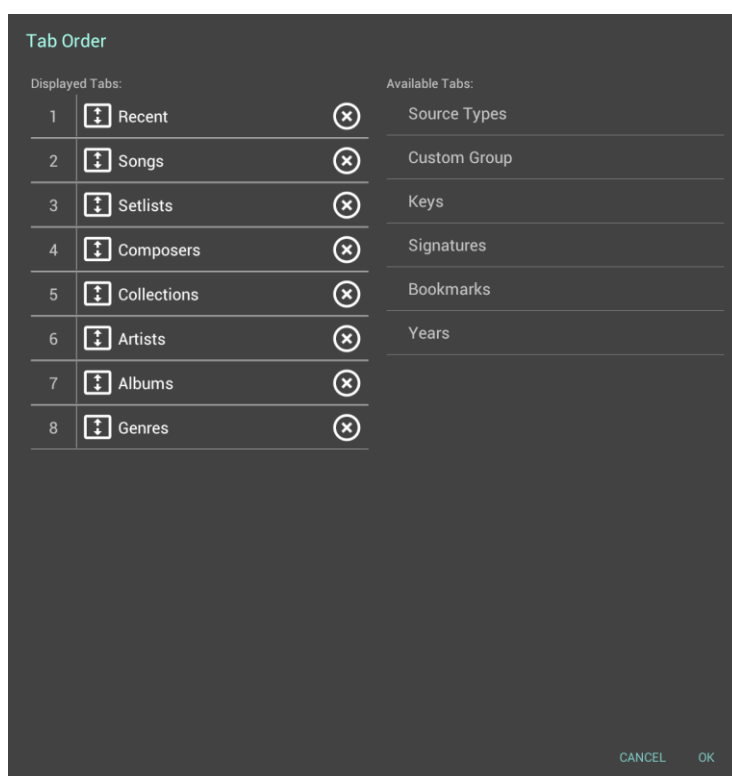 Tab Order
Displayed Tabs:
1 Recent
2 Songs
3 Setlists
4 Composers
5 Collections
6 Artists
7 Albums
8 Genres
Available Tabs:
Source Types
Custom Group
Keys
Signatures
Bookmarks
Years
CANCEL OK